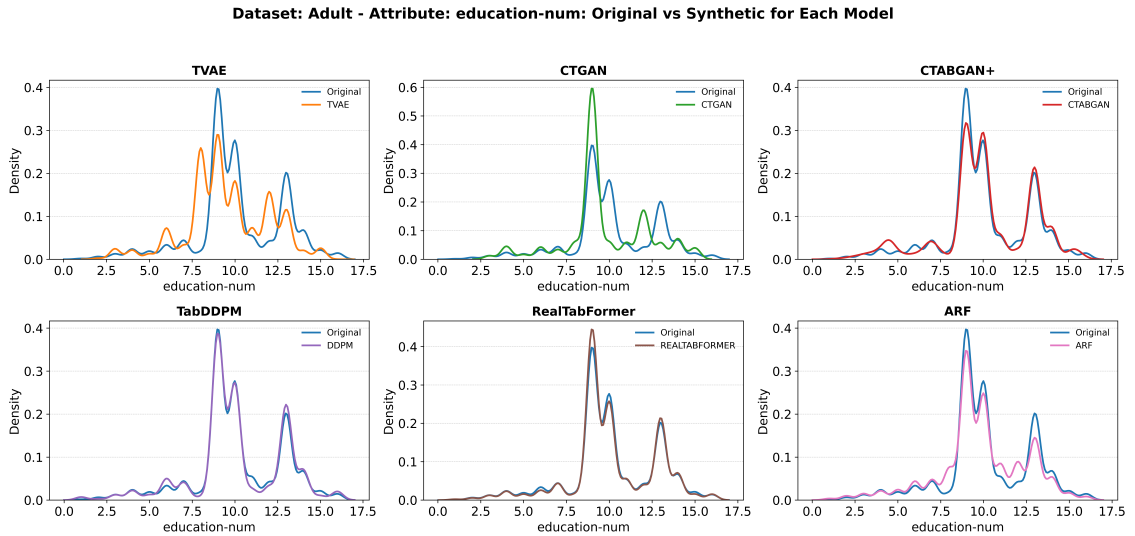 Dataset: Adult - Attribute: education-num: Original vs Synthetic for Each Model
TVAE
0.4
0.3
0.2
0.1
0.0
Density
Original
TVAE
0.0 2.5 5.0 7.5 10.0 12.5 15.0 17.5
education-num
CTGAN
0.6
0.5
0.4
0.3
0.2
0.1
0.0
Density
Original
CTGAN
0.0 2.5 5.0 7.5 10.0 12.5 15.0 17.5
education-num
CTABGAN+
0.4
0.3
0.2
0.1
0.0
Density
Original
CTABGAN
0.0 2.5 5.0 7.5 10.0 12.5 15.0 17.5
education-num
TabDDPM
0.4
0.3
0.2
0.1
0.0
Density
Original
DDPM
0.0 2.5 5.0 7.5 10.0 12.5 15.0 17.5
education-num
RealTabFormer
0.4
0.3
0.2
0.1
0.0
Density
Original
REALTABFORMER
0.0 2.5 5.0 7.5 10.0 12.5 15.0 17.5
education-num
ARF
0.4
0.3
0.2
0.1
0.0
Density
Original
ARF
0.0 2.5 5.0 7.5 10.0 12.5 15.0 17.5
education-num